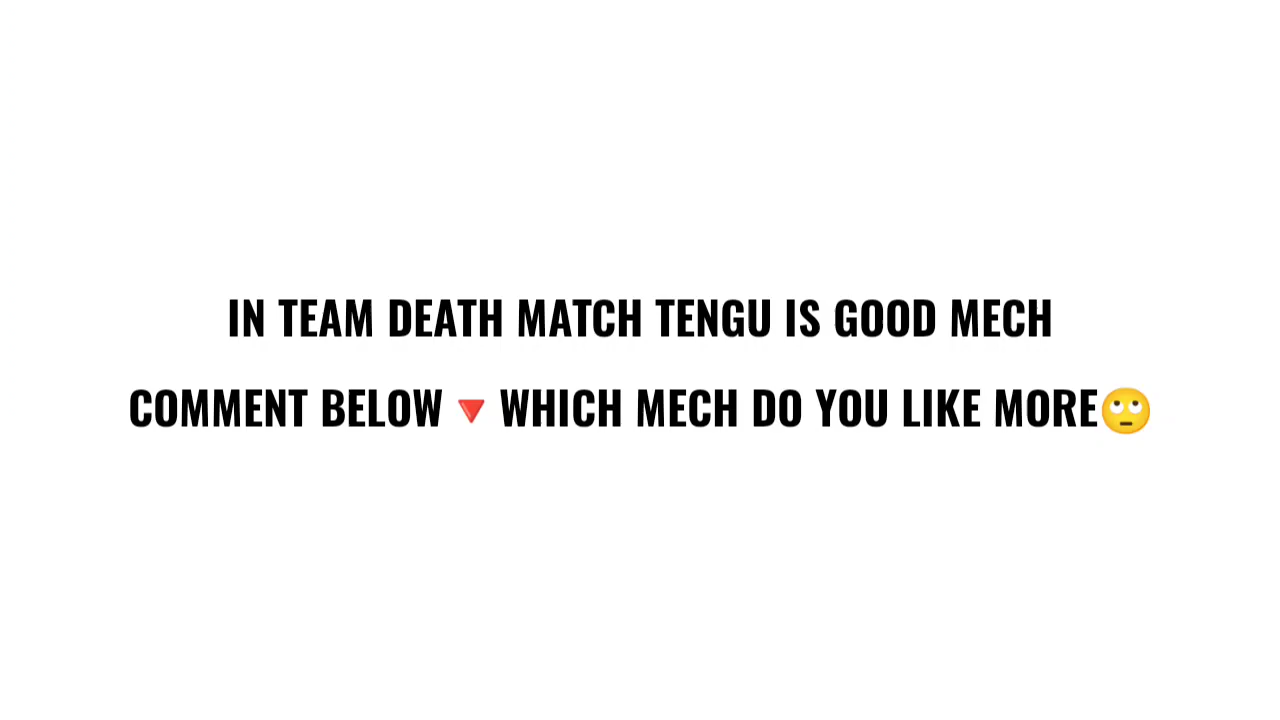 IN TEAM DEATH MATCH TENGU IS GOOD MECH
COMMENT BELOW🔻WHICH MECH DO YOU LIKE MORE🙄